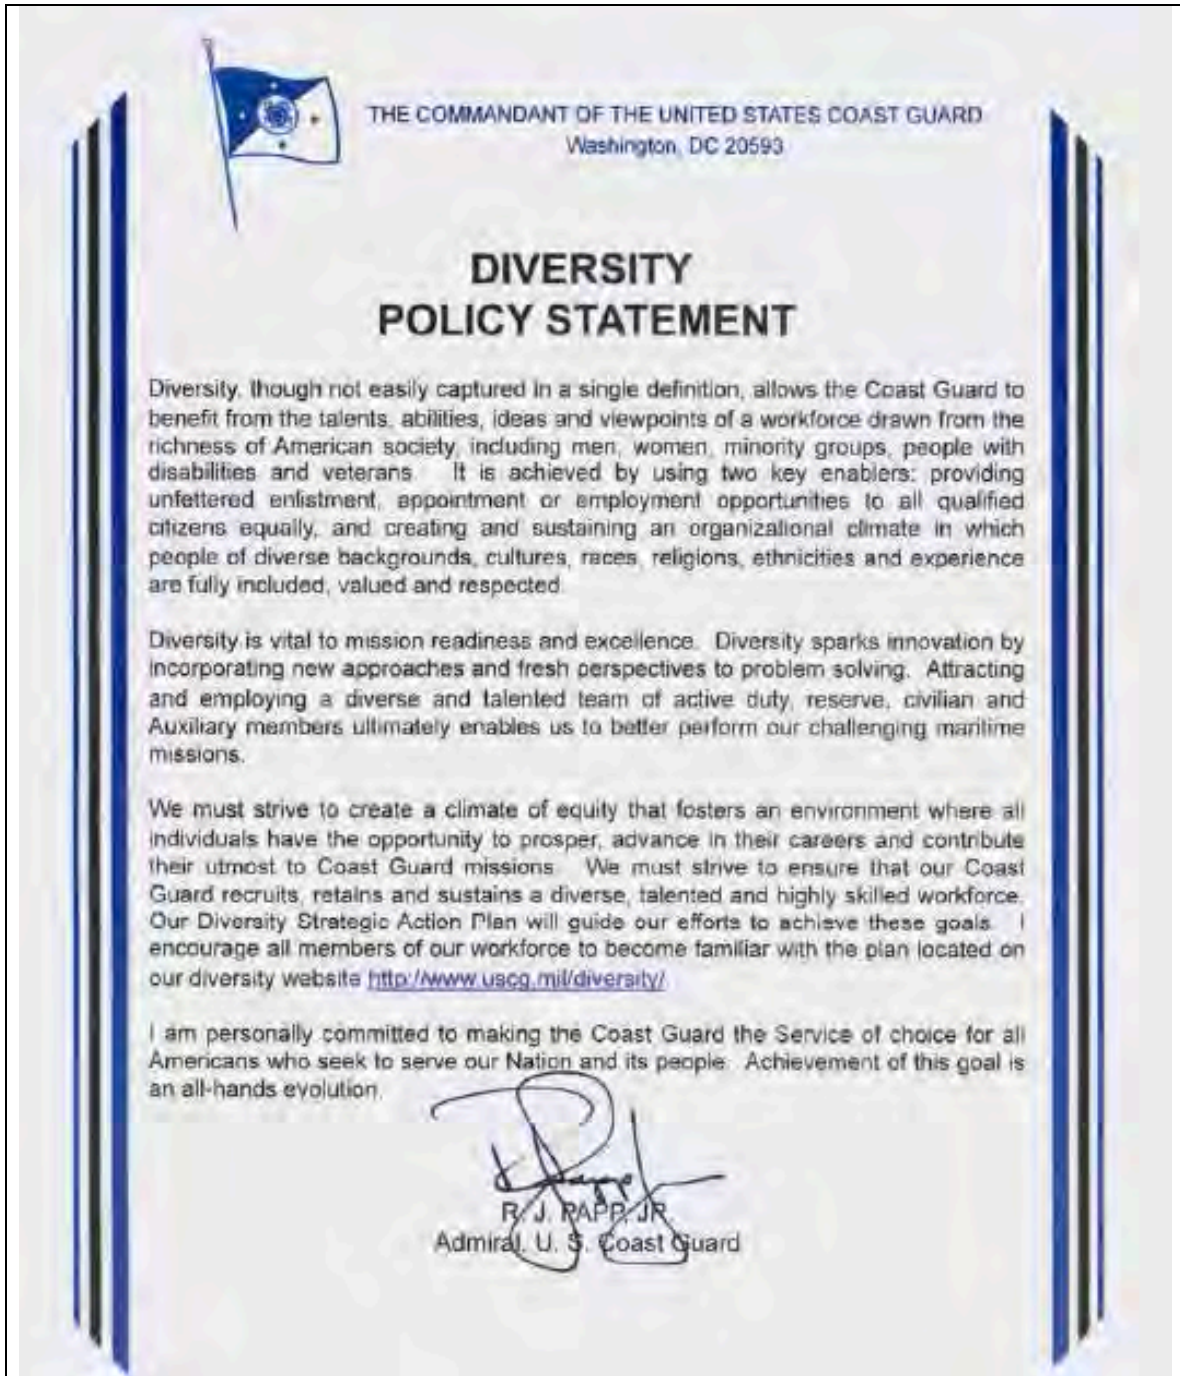 THE COMMANDANT OF THE UNITED STATES COAST GUARD
Washington, DC 20593
DIVERSITY
POLICY STATEMENT
Diversity, though not easily captured in a single definition, allows the Coast Guard to
benefit from the talents, abilities, ideas and viewpoints of a workforce drawn from the
richness of American society, including men, women, minority groups, people with
disabilities and veterans. It is achieved by using two key enablers: providing
unfettered enlistment, appointment or employment opportunities to all qualified
citizens equally, and creating and sustaining an organizational climate in which
people of diverse backgrounds, cultures, races, religions, ethnicities and experience
are fully included, valued and respected.
Diversity is vital to mission readiness and excellence. Diversity sparks innovation by
incorporating new approaches and fresh perspectives to problem solving. Attracting
and employing a diverse and talented team of active duty, reserve, civilian and
Auxiliary members ultimately enables us to better perform our challenging maritime
missions.
We must strive to create a climate of equity that fosters an environment where all
individuals have the opportunity to prosper, advance in their careers and contribute
their utmost to Coast Guard missions. We must strive to ensure that our Coast
Guard recruits, retains and sustains a diverse, talented and highly skilled workforce.
Our Diversity Strategic Action Plan will guide our efforts to achieve these goals. I
encourage all members of our workforce to become familiar with the plan located on
our diversity website http://www.uscg.mil/diversity/.
I am personally committed to making the Coast Guard the Service of choice for all
Americans who seek to serve our Nation and its people. Achievement of this goal is
an all-hands evolution.
R. J. PAPP, JR.
Admiral, U. S. Coast Guard